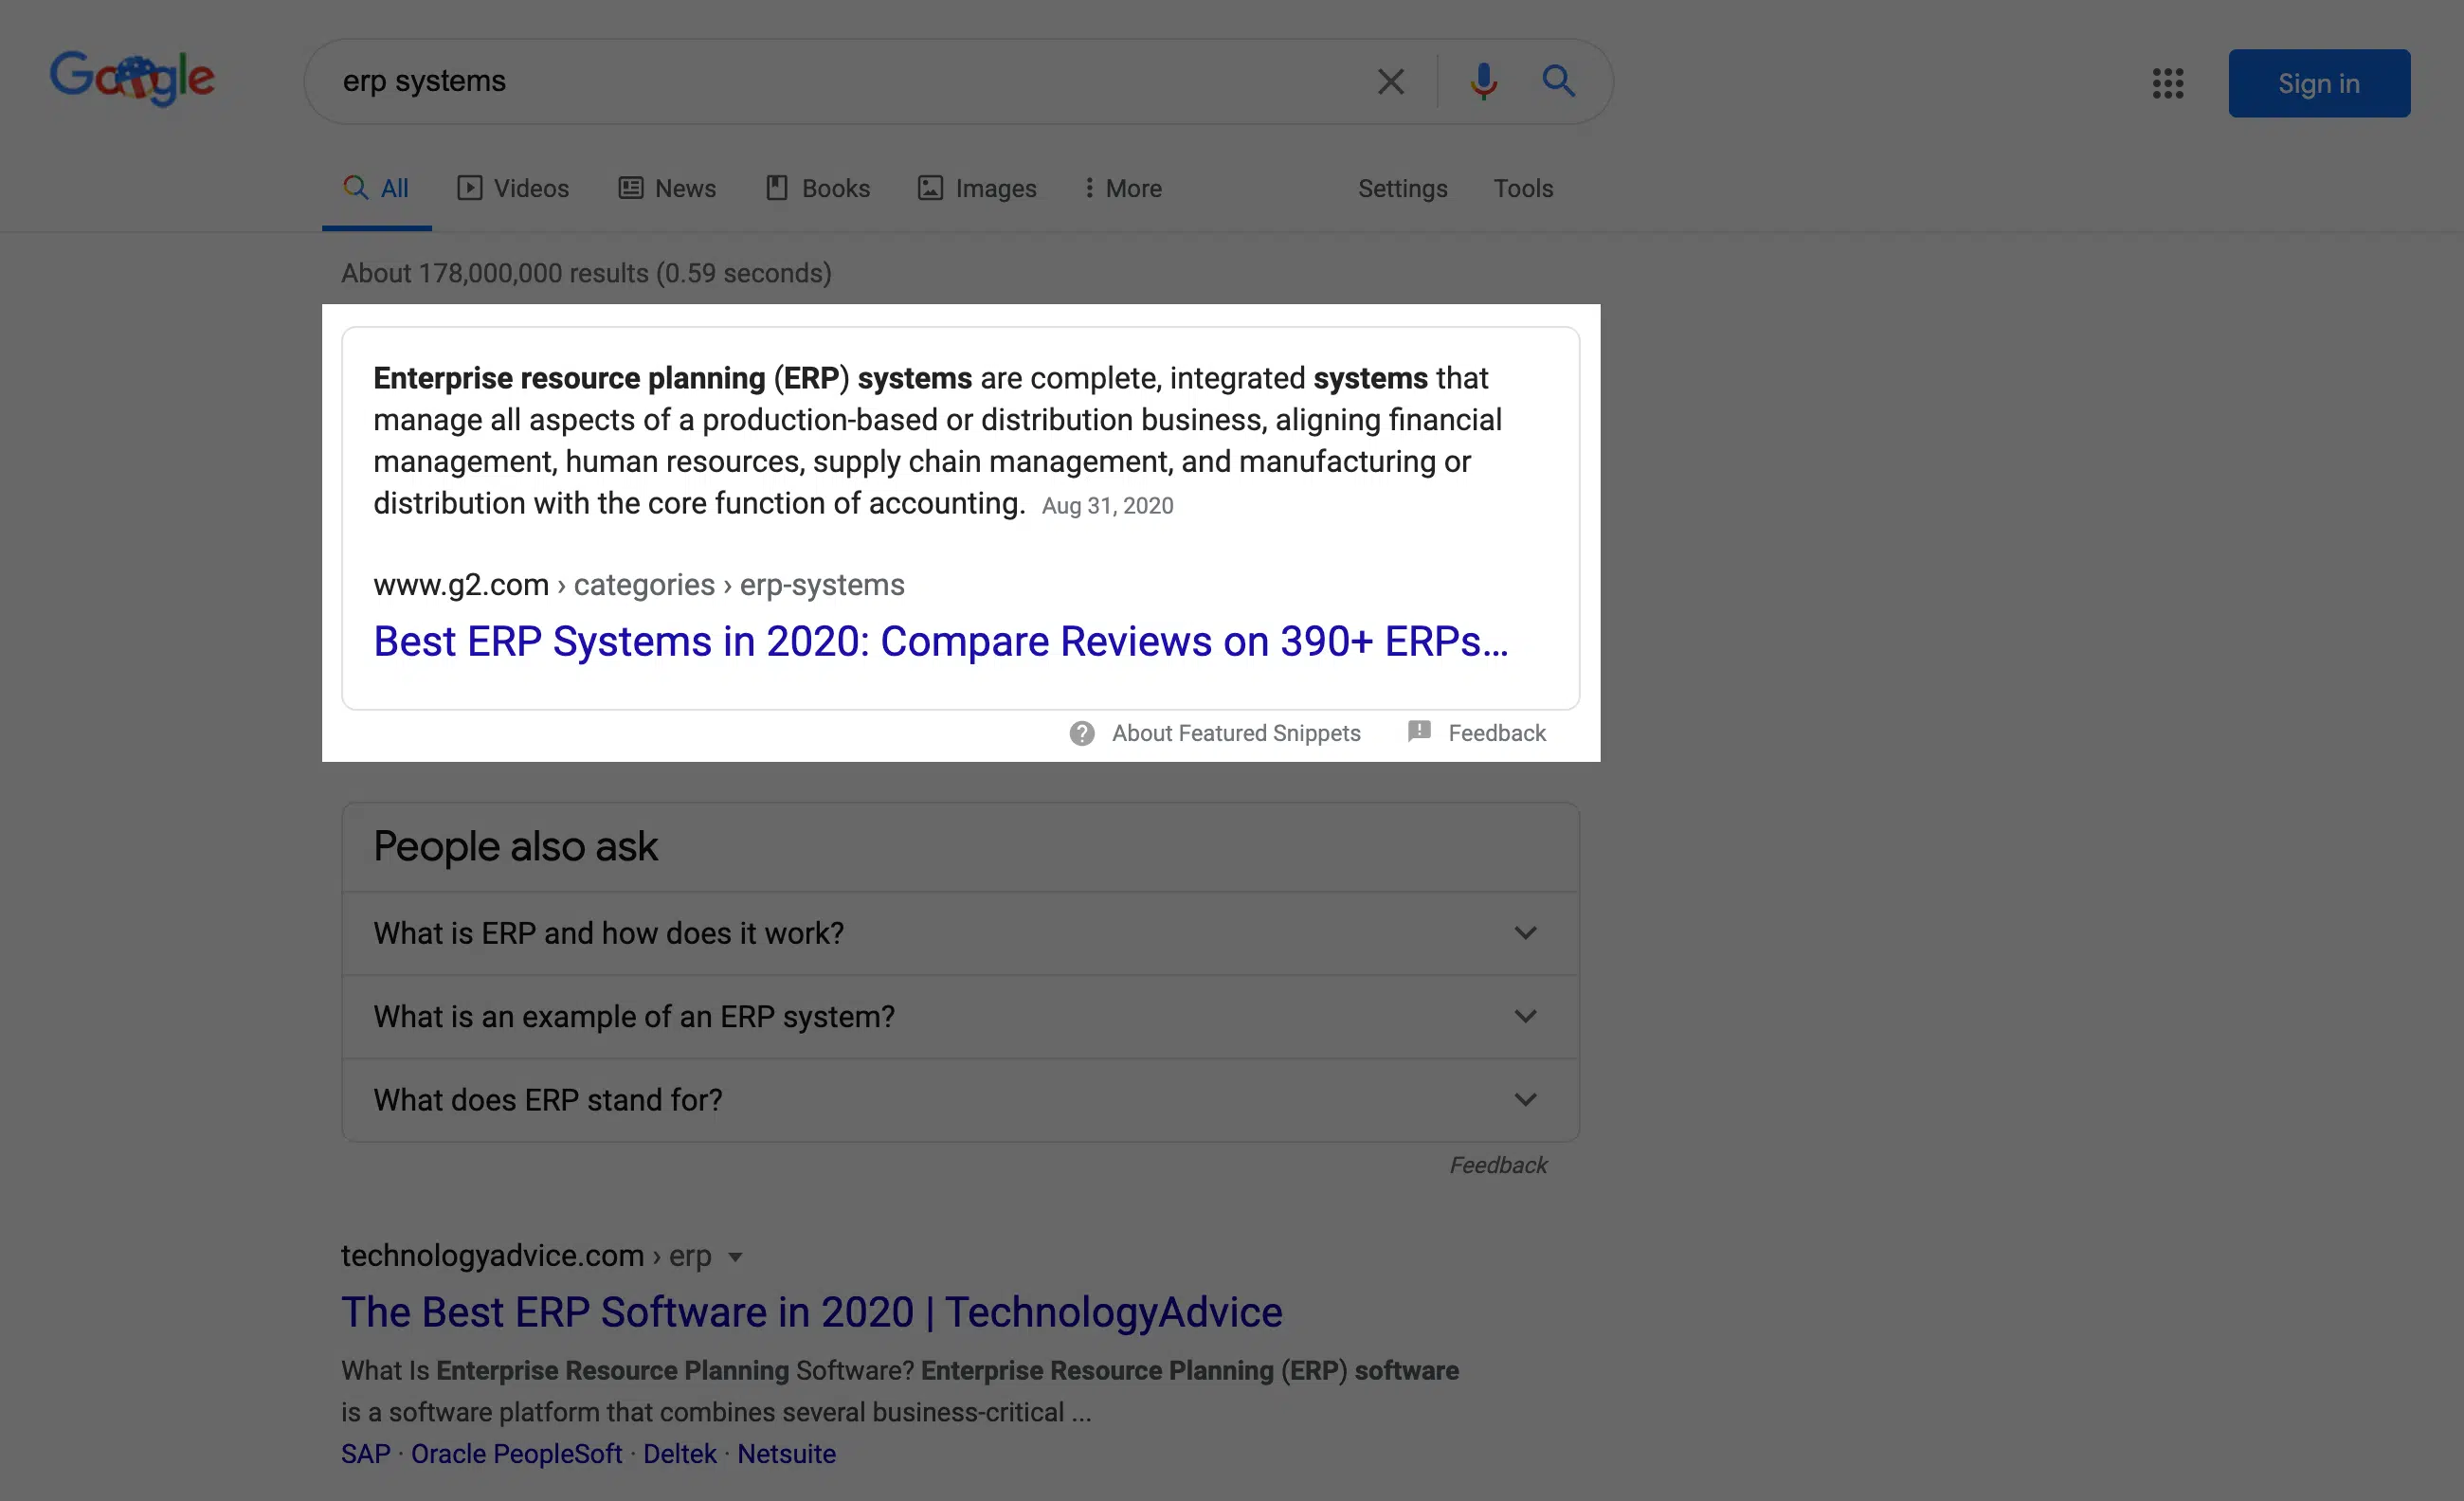 Google
erp systems
Sign in
All Videos News Books Images More Settings Tools
About 178,000,000 results (0.59 seconds)
Enterprise resource planning (ERP) systems are complete, integrated systems that
manage all aspects of a production-based or distribution business, aligning financial
management, human resources, supply chain management, and manufacturing or
distribution with the core function of accounting. Aug 31, 2020
www.g2.com › categories › erp-systems
Best ERP Systems in 2020: Compare Reviews on 390+ ERPs...
About Featured Snippets Feedback
People also ask
What is ERP and how does it work?
What is an example of an ERP system?
What does ERP stand for?
Feedback
technologyadvice.com › erp
The Best ERP Software in 2020 | TechnologyAdvice
What Is Enterprise Resource Planning Software? Enterprise Resource Planning (ERP) software
is a software platform that combines several business-critical ...
SAP · Oracle PeopleSoft · Deltek · Netsuite